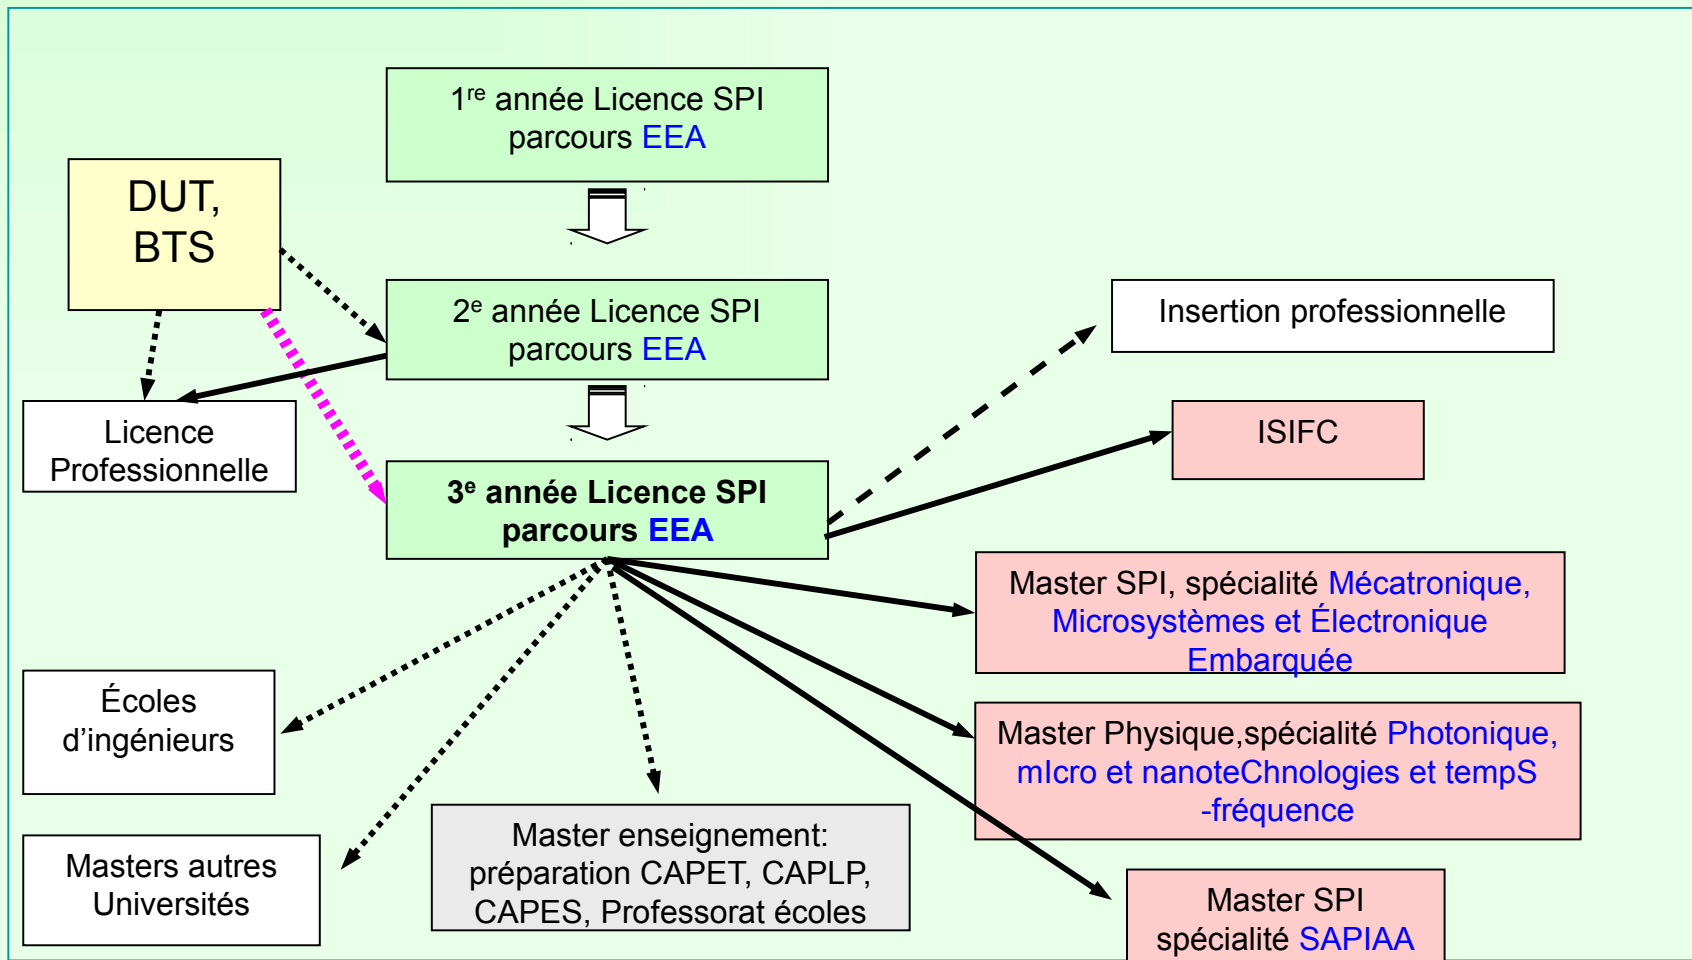 1re année Licence SPI
parcours EEA
DUT,
BTS
2e année Licence SPI
parcours EEA
Insertion professionnelle
Licence
Professionnelle
ISIFC
3e année Licence SPI
parcours EEA
Master SPI, spécialité Mécatronique,
Microsystèmes et Électronique
Embarquée
Écoles
d’ingénieurs
Master Physique,spécialité Photonique,
mIcro et nanoteChnologies et tempS
-fréquence
Master enseignement:
préparation CAPET, CAPLP,
CAPES, Professorat écoles
Masters autres
Universités
Master SPI
spécialité SAPIAA